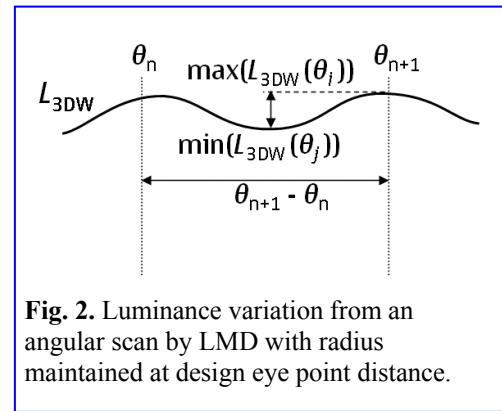 θn θn+1
max(L3DW(θi))
L3DW
min(L3DW(θj))
θn+1 - θn
Fig. 2. Luminance variation from an
angular scan by LMD with radius
maintained at design eye point distance.